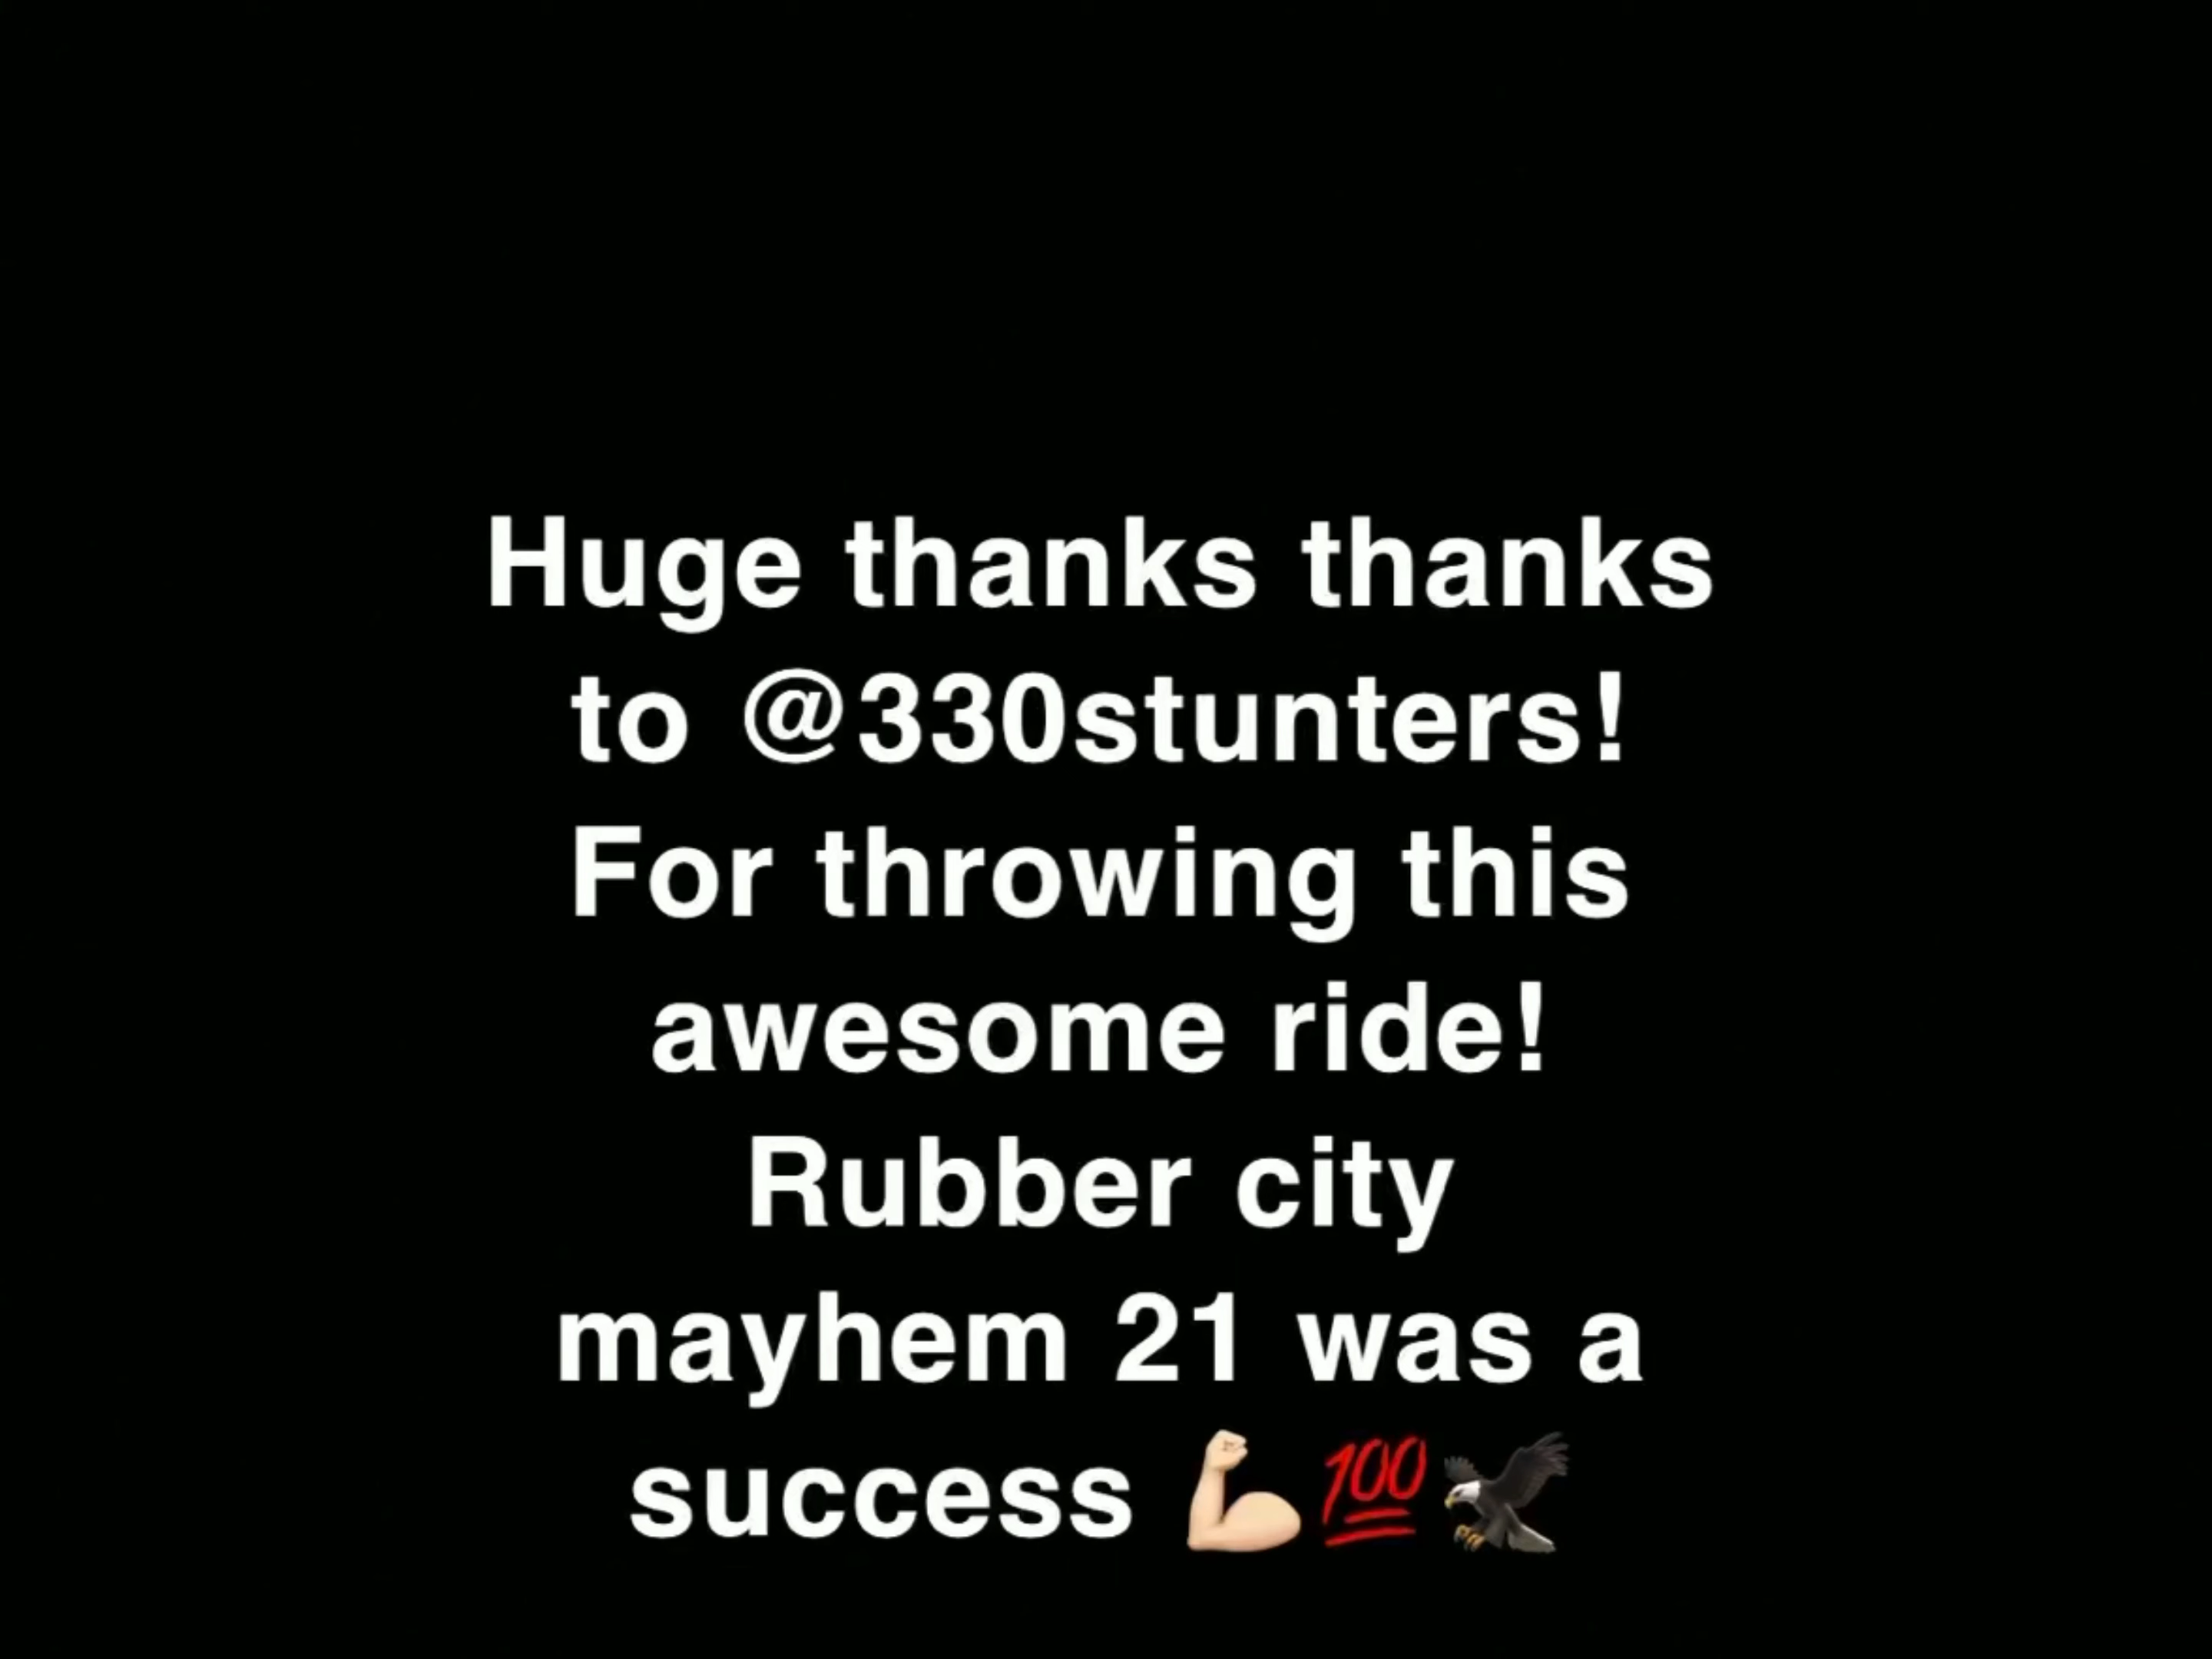 Huge thanks thanks
to @330stunters!
For throwing this
awesome ride!
Rubber city
mayhem 21 was a
success 💪🏻💯🦅